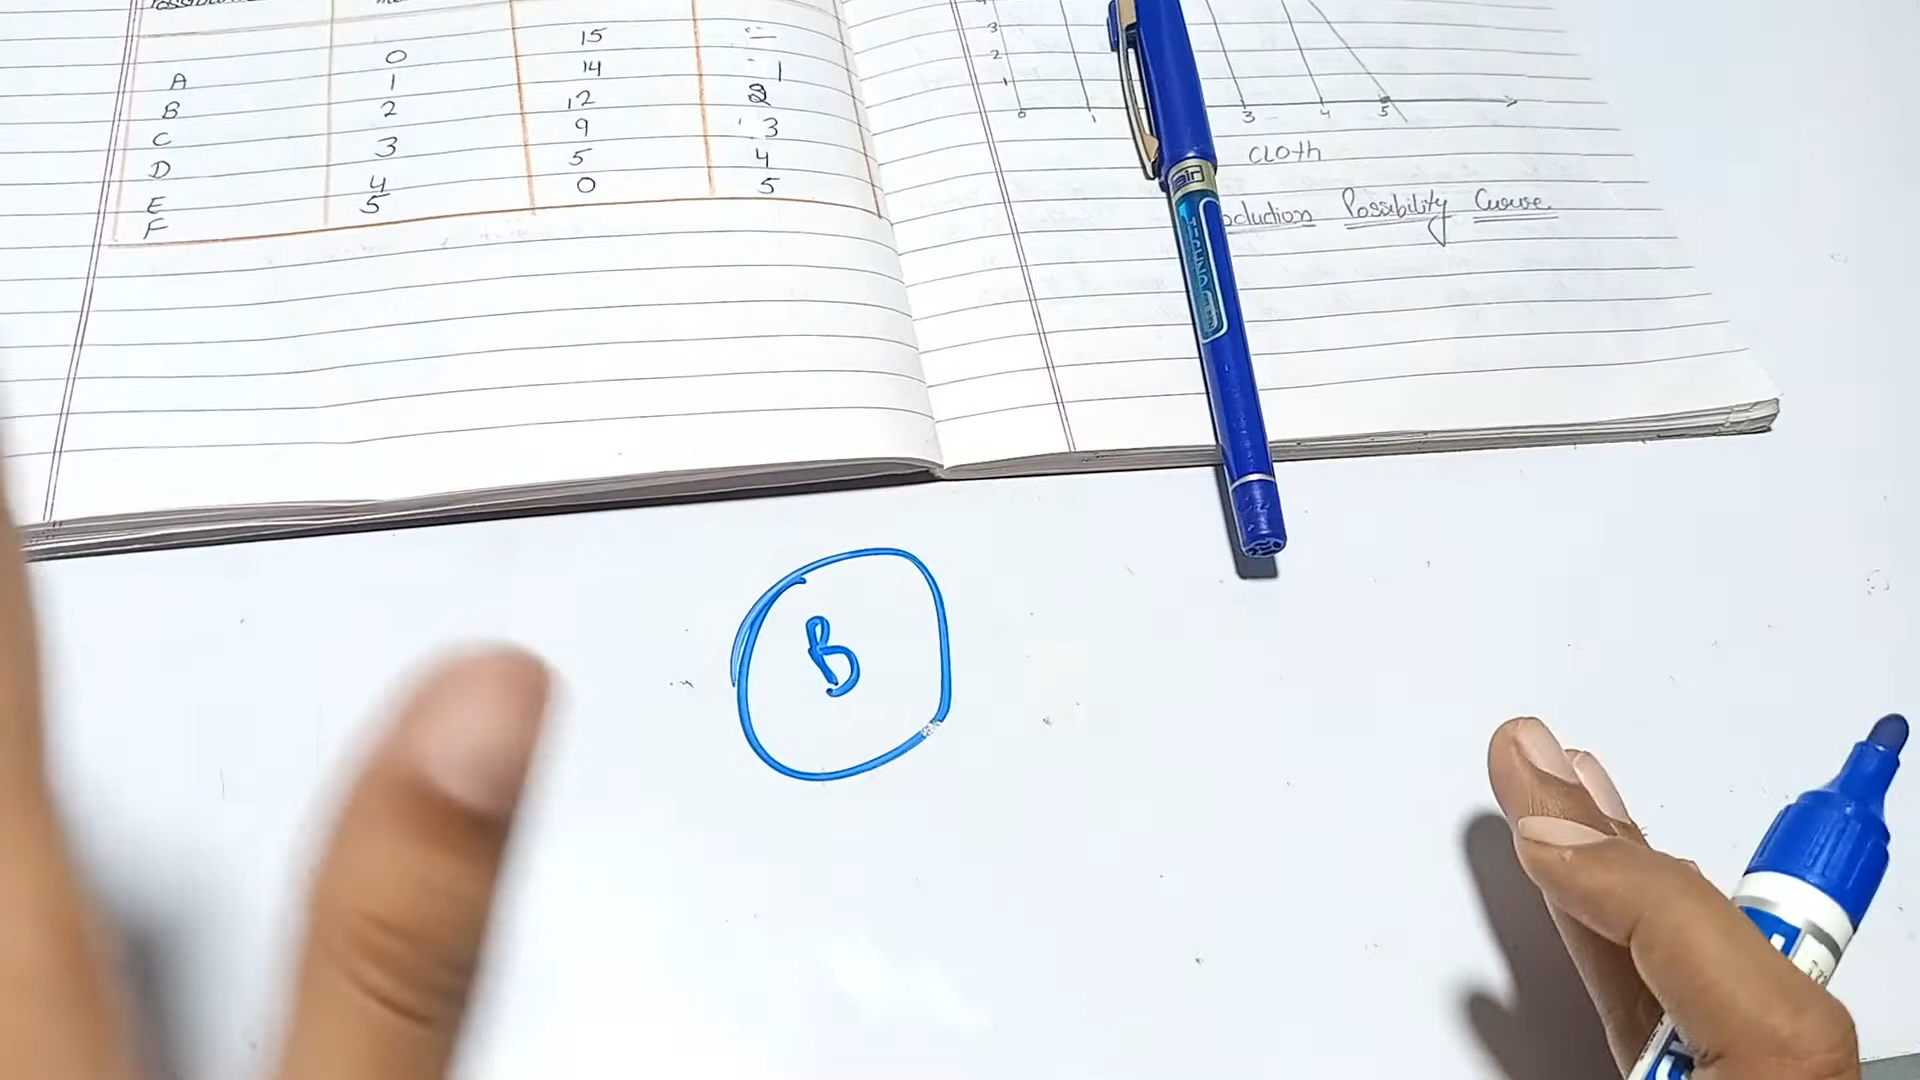 15 =
A 0 14 - 1
B 1 12 2
C 2 9 3
D 3 5 4
E 4 0 5
F 5
3
2
1
0 1 3 4 5
CLOth
Possibility Curve
air
B